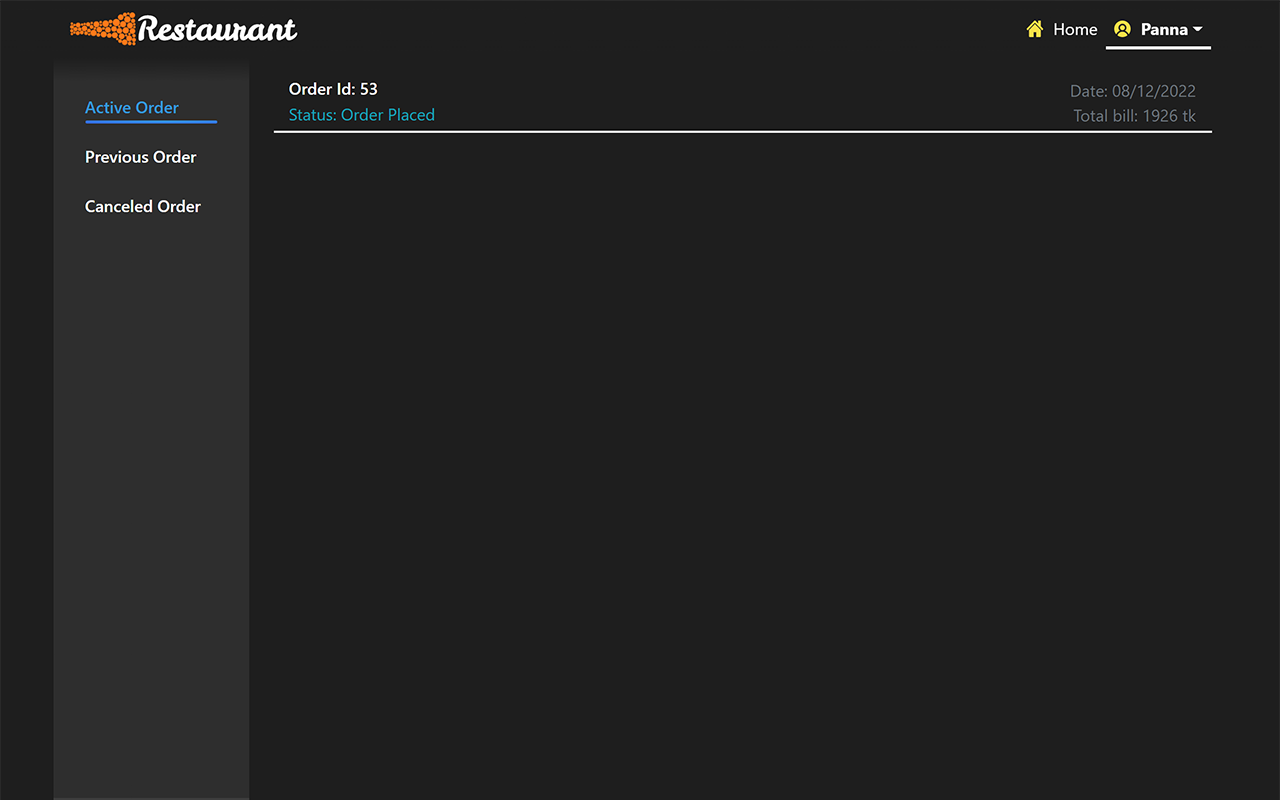 Restaurant
Home
Panna
Active Order
Previous Order
Canceled Order
Order Id: 53
Status: Order Placed
Date: 08/12/2022
Total bill: 1926 tk